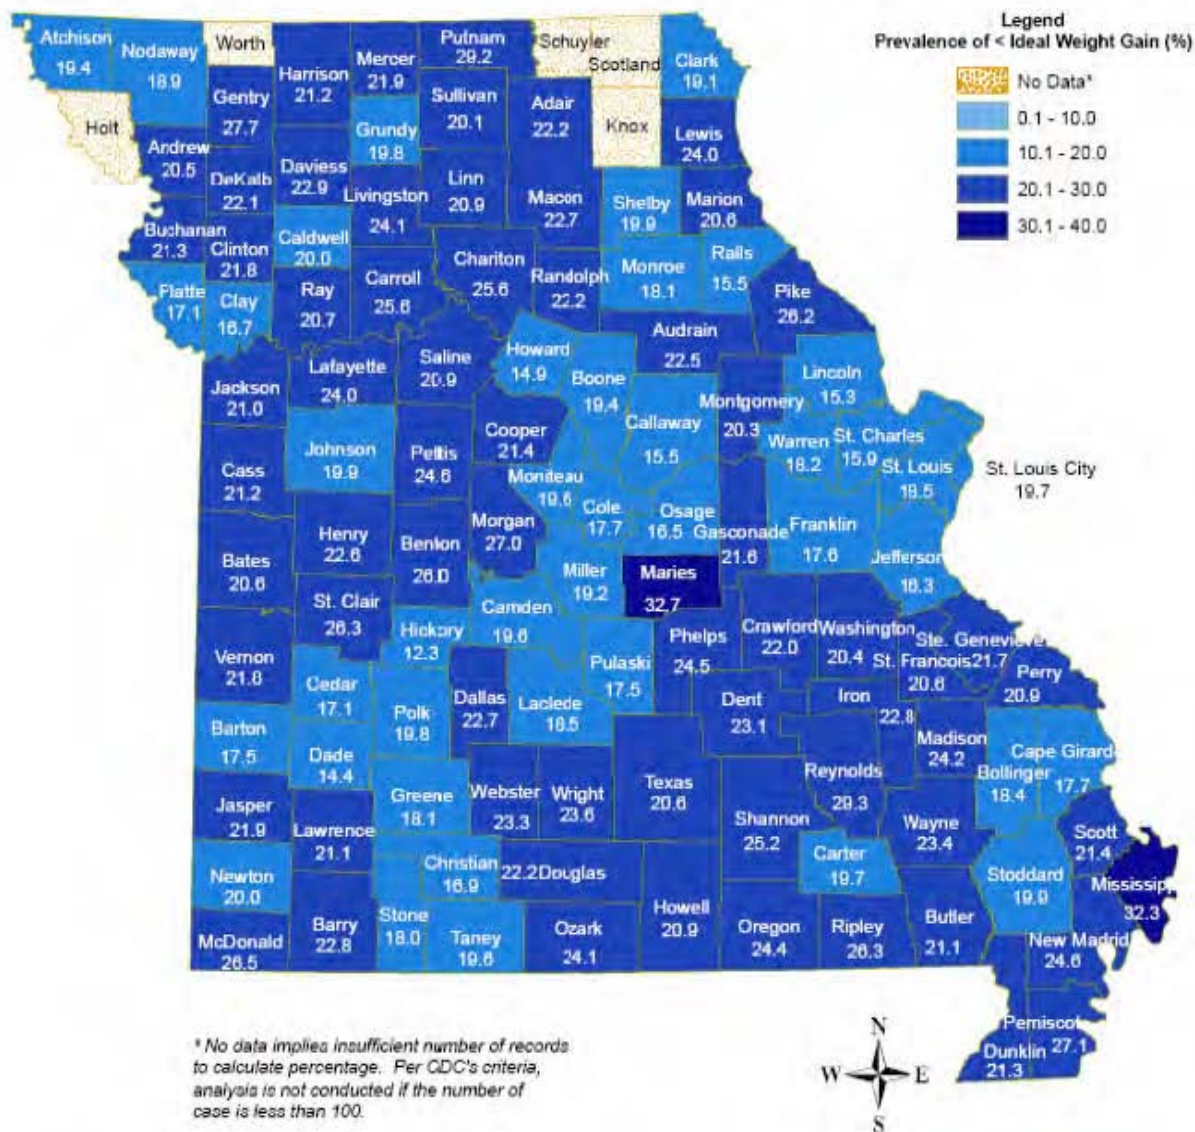 Legend
Prevalence of < Ideal Weight Gain (%)
No Data*
0.1 - 10.0
10.1 - 20.0
20.1 - 30.0
30.1 - 40.0
Atchison
19.4
Nodaway
18.9
Worth
Harrison
21.2
Mercer
21.9
Putnam
29.2
Schuyler
Scotland
Clark
19.1
Holt
Gentry
27.7
Grundy
19.8
Sullivan
20.1
Adair
22.2
Knox
Lewis
24.0
Andrew
20.5
DeKalb
22.1
Daviess
22.9
Livingston
24.1
Linn
20.9
Macon
22.7
Shelby
19.9
Marion
20.6
Buchanan
21.3
Clinton
21.8
Caldwell
20.0
Platte
17.1
Clay
16.7
Ray
20.7
Carroll
25.6
Chariton
25.6
Randolph
22.2
Monroe
18.1
Ralls
15.5
Pike
26.2
Audrain
22.5
Jackson
21.0
Lafayette
24.0
Saline
20.9
Howard
14.9
Boone
19.4
Callaway
15.5
Montgomery
20.3
Lincoln
15.3
Warren
18.2
St. Charles
15.9
St. Louis
18.5
St. Louis City
19.7
Cass
21.2
Johnson
19.9
Pettis
24.6
Cooper
21.4
Moniteau
19.6
Cole
17.7
Osage
16.5
Gasconade
21.6
Franklin
17.6
Jefferson
16.3
Bates
20.6
Henry
22.6
Benton
26.0
Morgan
27.0
Miller
19.2
Maries
32.7
St. Clair
26.3
Hickory
12.3
Camden
19.6
Pulaski
17.5
Phelps
24.5
Crawford
22.0
Washington
20.4
Ste. Genevieve
21.7
St. Francois
20.6
Perry
20.9
Vernon
21.8
Cedar
17.1
Polk
19.8
Dallas
22.7
Laclede
18.5
Dent
23.1
Iron
22.8
Madison
24.2
Bollinger
18.4
Cape Girard
17.7
Barton
17.5
Dade
14.4
Greene
18.1
Webster
23.3
Wright
23.6
Texas
20.6
Reynolds
29.3
Shannon
25.2
Wayne
23.4
Scott
21.4
Jasper
21.9
Lawrence
21.1
Christian
16.9
22.2 Douglas
Carter
19.7
Stoddard
19.9
Mississipp
32.3
Newton
20.0
McDonald
26.5
Barry
22.8
Stone
18.0
Taney
19.6
Ozark
24.1
Howell
20.9
Oregon
24.4
Ripley
26.3
Butler
21.1
New Madrid
24.6
Pemiscot
27.1
Dunklin
21.3
* No data implies insufficient number of records
to calculate percentage. Per CDC's criteria,
analysis is not conducted if the number of
case is less than 100.
N
W E
S